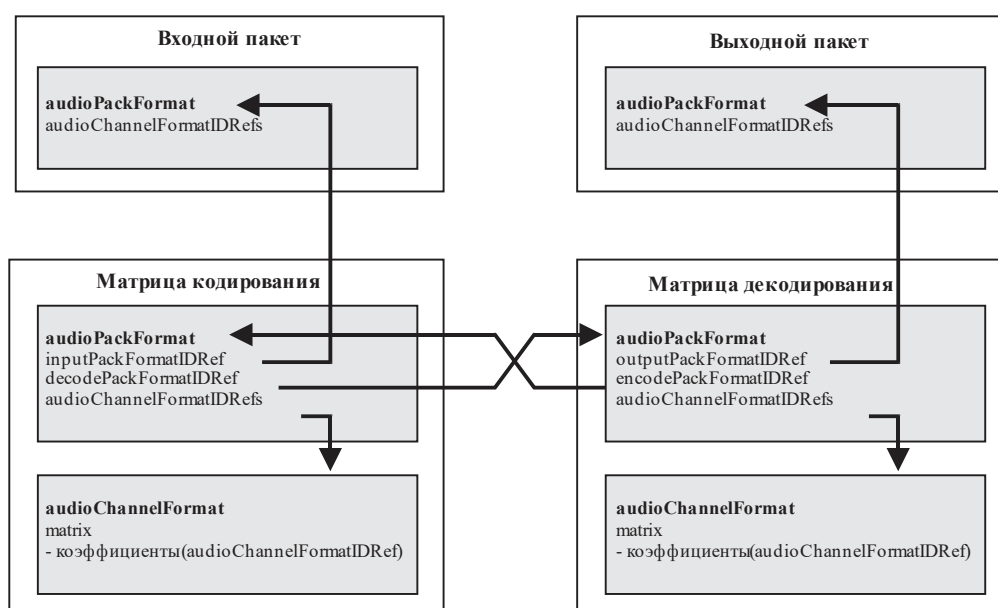 Входной пакет
audioPackFormat
audioChannelFormatIDRefs
Выходной пакет
audioPackFormat
audioChannelFormatIDRefs
Матрица кодирования
audioPackFormat
inputPackFormatIDRef
decodePackFormatIDRef
audioChannelFormatIDRefs
audioChannelFormat
matrix
- коэффициенты(audioChannelFormatIDRef)
Матрица декодирования
audioPackFormat
outputPackFormatIDRef
encodePackFormatIDRef
audioChannelFormatIDRefs
audioChannelFormat
matrix
- коэффициенты(audioChannelFormatIDRef)